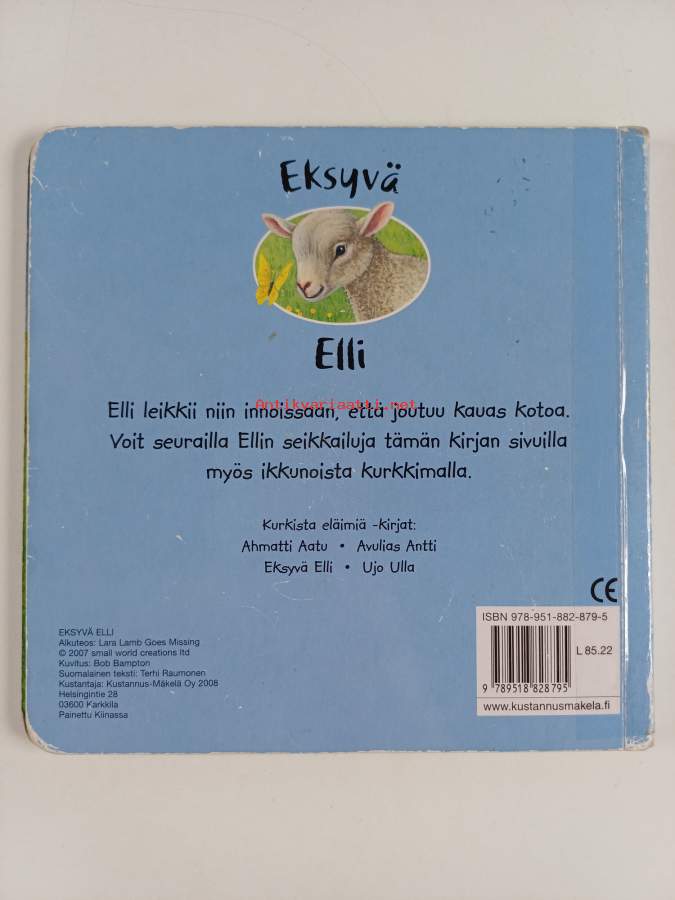 Eksyvä
Elli
Elli leikkii niin innoissaan, että joutuu kauas kotoa.
Antikvariaatti.net
Voit seurailla Ellin seikkailuja tämän kirjan sivuilla
myös ikkunoista kurkkimalla.
Kurkista eläimiä -kirjat:
Ahmatti Aatu • Avulias Antti
Eksyvä Elli • Ujo Ulla
CE
EKSYVÄ ELLI
Alkuteos: Lara Lamb Goes Missing
© 2007 small world creations ltd
Kuvitus: Bob Bampton
Suomalainen teksti: Terhi Raumonen
Kustantaja: Kustannus-Mäkelä Oy 2008
Helsingintie 28
03600 Karkkila
Painettu Kiinassa
ISBN 978-951-882-879-5
L 85.22
9 789518 828795
www.kustannusmakela.fi